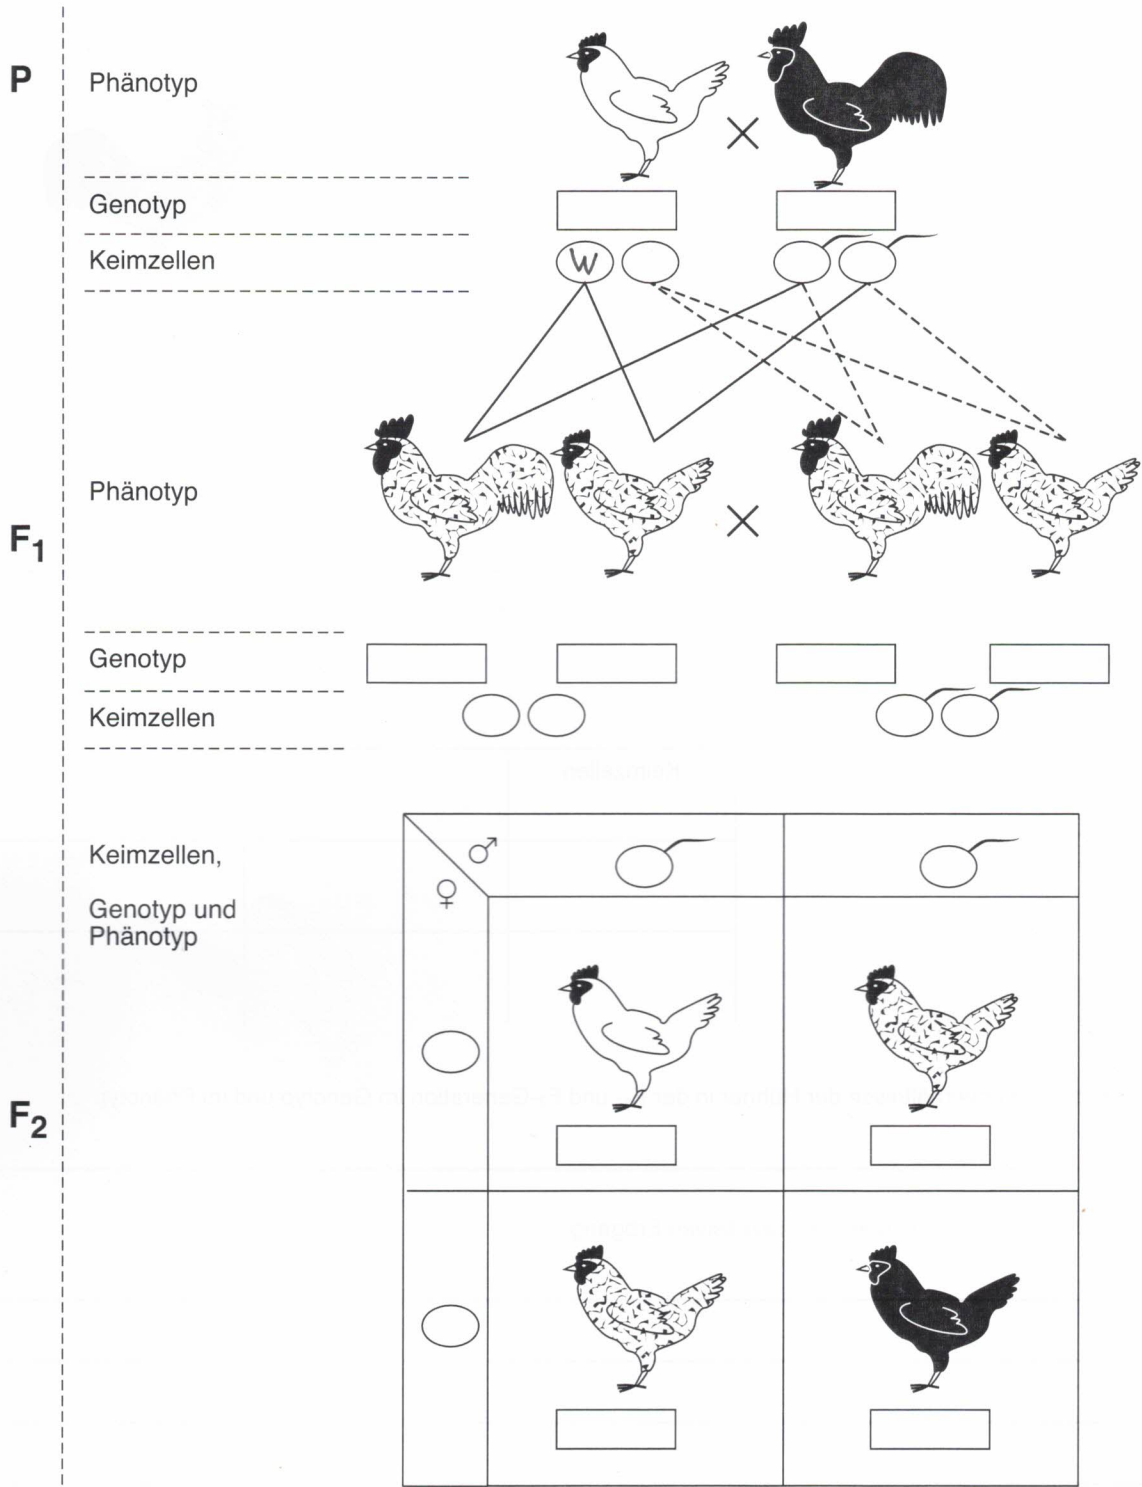 P
Phänotyp
Genotyp
Keimzellen
W
F1
Phänotyp
Genotyp
Keimzellen
F2
Keimzellen,
Genotyp und
Phänotyp
♂
♀